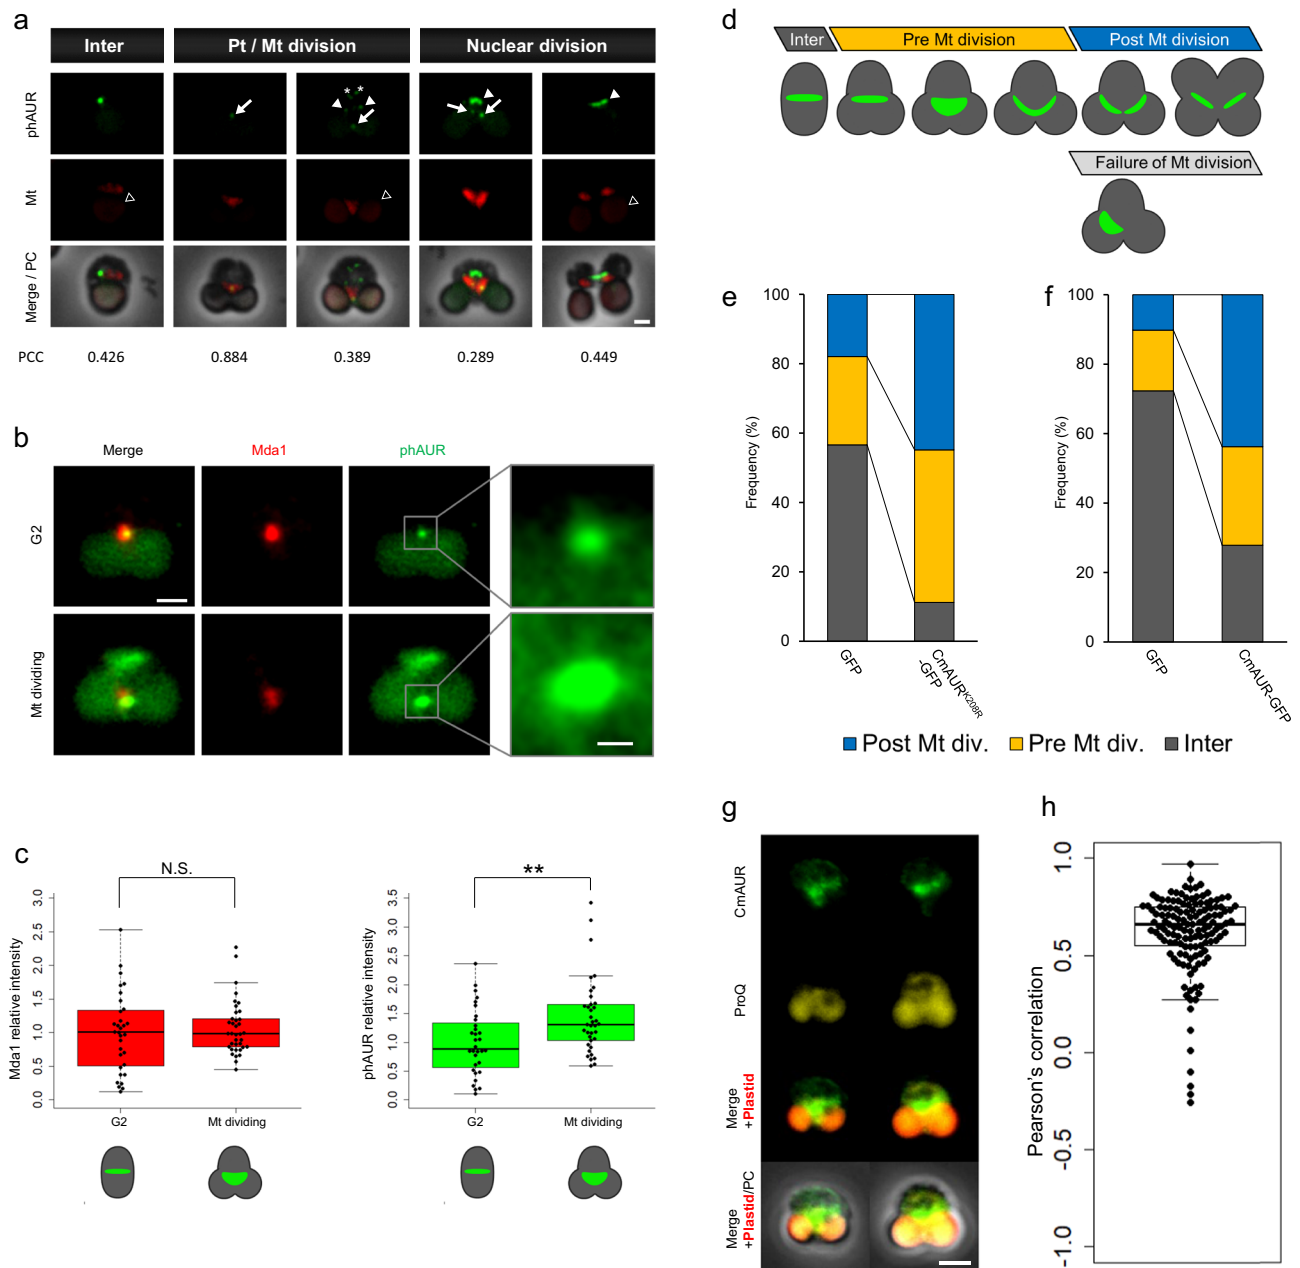 a
Inter
Pt / Mt division
Nuclear division
phAUR
* *
Mt
Merge / PC
PCC
0.426
0.884
0.389
0.289
0.449
b
Merge
Mda1
phAUR
G2
Mt dividing
c
N.S.
Mda1 relative intensity
3.0
2.5
2.0
1.5
1.0
0.5
0.0
G2
Mt dividing
**
phAUR relative intensity
3.5
3.0
2.5
2.0
1.5
1.0
0.5
0.0
G2
Mt dividing
d
Inter
Pre Mt division
Post Mt division
Failure of Mt division
e
Frequency (%)
100
80
60
40
20
0
GFP
CmAURK208R
-GFP
f
Frequency (%)
100
80
60
40
20
0
GFP
CmAUR-GFP
Post Mt div.
Pre Mt div.
Inter
g
CmAUR
ProQ
Merge
+Plastid
Merge
+Plastid/PC
h
Pearson's correlation
1.0
0.5
0.0
-0.5
-1.0